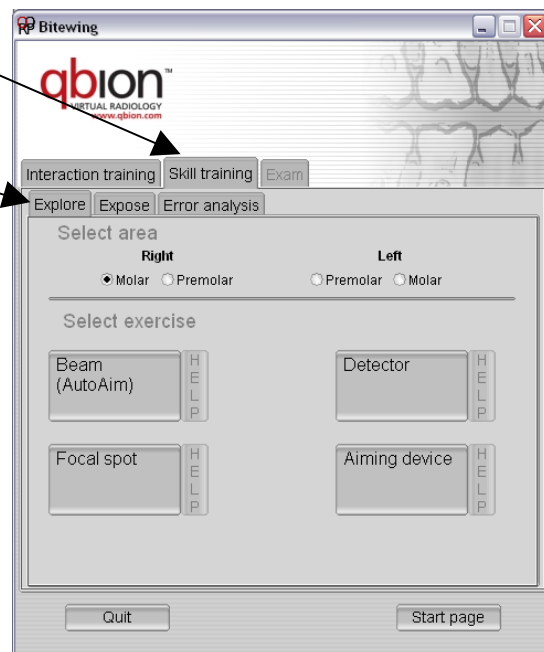 RP Bitewing
qbion™
VIRTUAL RADIOLOGY
www.qbion.com
Interaction training Skill training Exam
Explore Expose Error analysis
Select area
Right Left
Molar Premolar Premolar Molar
Select exercise
Beam
(AutoAim)
HELP
Detector
HELP
Focal spot
HELP
Aiming device
HELP
Quit Start page